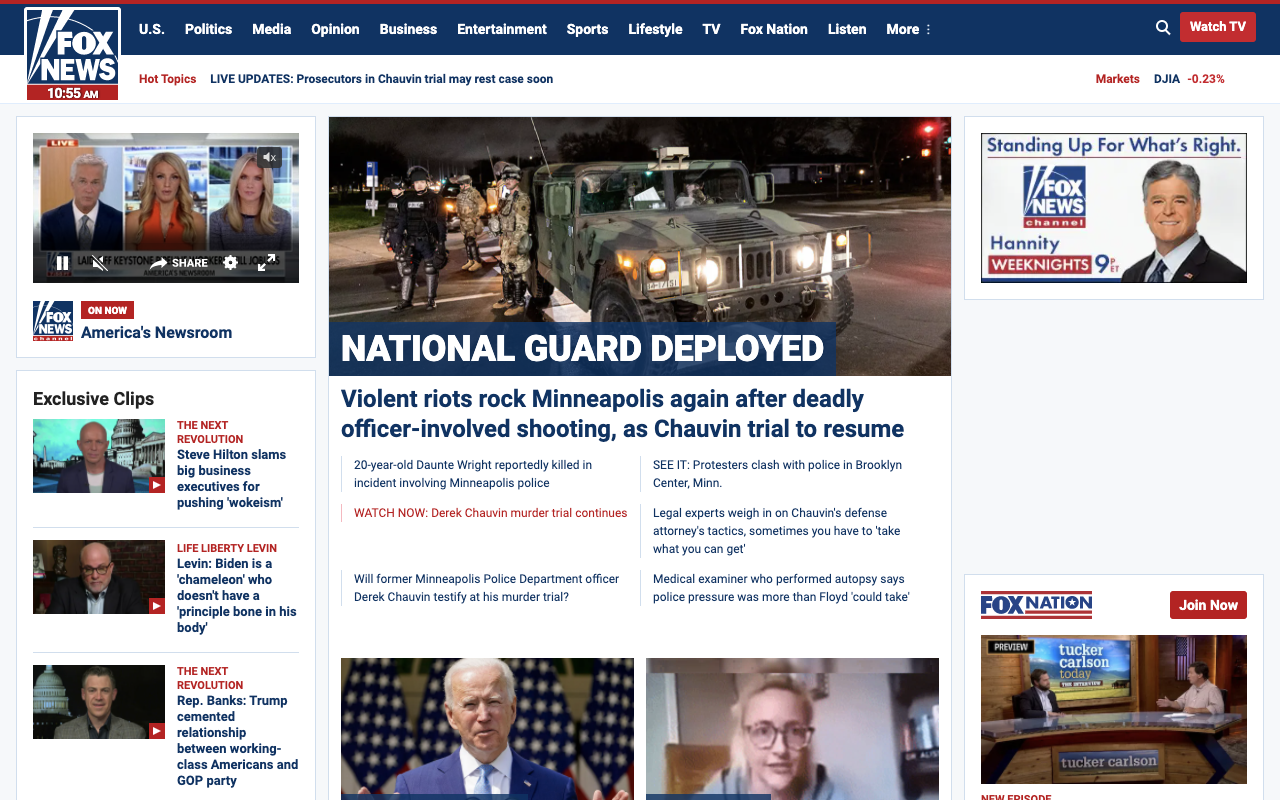 U.S. Politics Media Opinion Business Entertainment Sports Lifestyle TV Fox Nation Listen More
Watch TV
FOX
NEWS
10:55 AM
Hot Topics LIVE UPDATES: Prosecutors in Chauvin trial may rest case soon
Markets DJIA -0.23%
LIVE
SHARE
AMERICA'S NEWSROOM
FOX
NEWS
channel
ON NOW
America's Newsroom
Exclusive Clips
THE NEXT
REVOLUTION
Steve Hilton slams
big business
executives for
pushing 'wokeism'
LIFE LIBERTY LEVIN
Levin: Biden is a
'chameleon' who
doesn't have a
'principle bone in his
body'
THE NEXT
REVOLUTION
Rep. Banks: Trump
cemented
relationship
between working-
class Americans and
GOP party
NATIONAL GUARD DEPLOYED
Violent riots rock Minneapolis again after deadly
officer-involved shooting, as Chauvin trial to resume
20-year-old Daunte Wright reportedly killed in
incident involving Minneapolis police
SEE IT: Protesters clash with police in Brooklyn
Center, Minn.
WATCH NOW: Derek Chauvin murder trial continues
Legal experts weigh in on Chauvin's defense
attorney's tactics, sometimes you have to 'take
what you can get'
Will former Minneapolis Police Department officer
Derek Chauvin testify at his murder trial?
Medical examiner who performed autopsy says
police pressure was more than Floyd 'could take'
Standing Up For What's Right.
FOX
NEWS
channel
Hannity
WEEKNIGHTS 9 P ET
FOX NATION
Join Now
PREVIEW
tucker
carlson
today
THE INTERVIEW
tucker carlson
NEW EPISODE